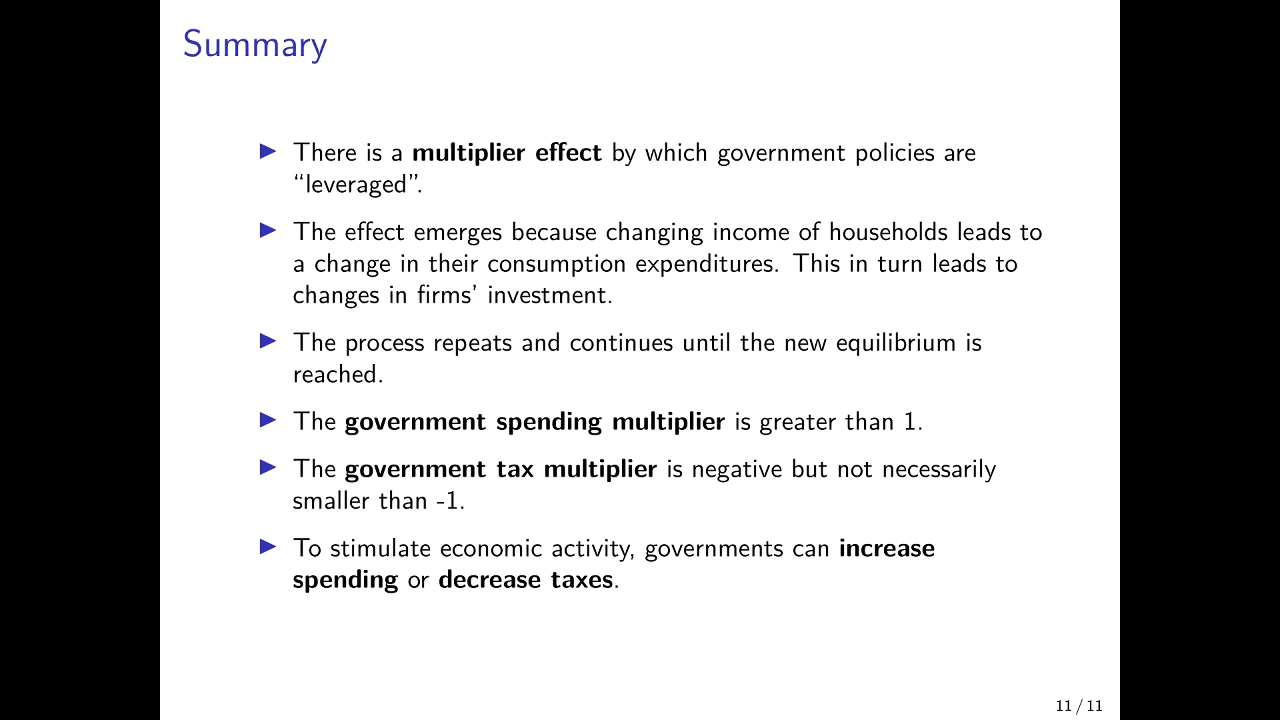 Summary
There is a multiplier effect by which government policies are
“leveraged”.
The effect emerges because changing income of households leads to
a change in their consumption expenditures. This in turn leads to
changes in firms’ investment.
The process repeats and continues until the new equilibrium is
reached.
The government spending multiplier is greater than 1.
The government tax multiplier is negative but not necessarily
smaller than -1.
To stimulate economic activity, governments can increase
spending or decrease taxes.
11 / 11